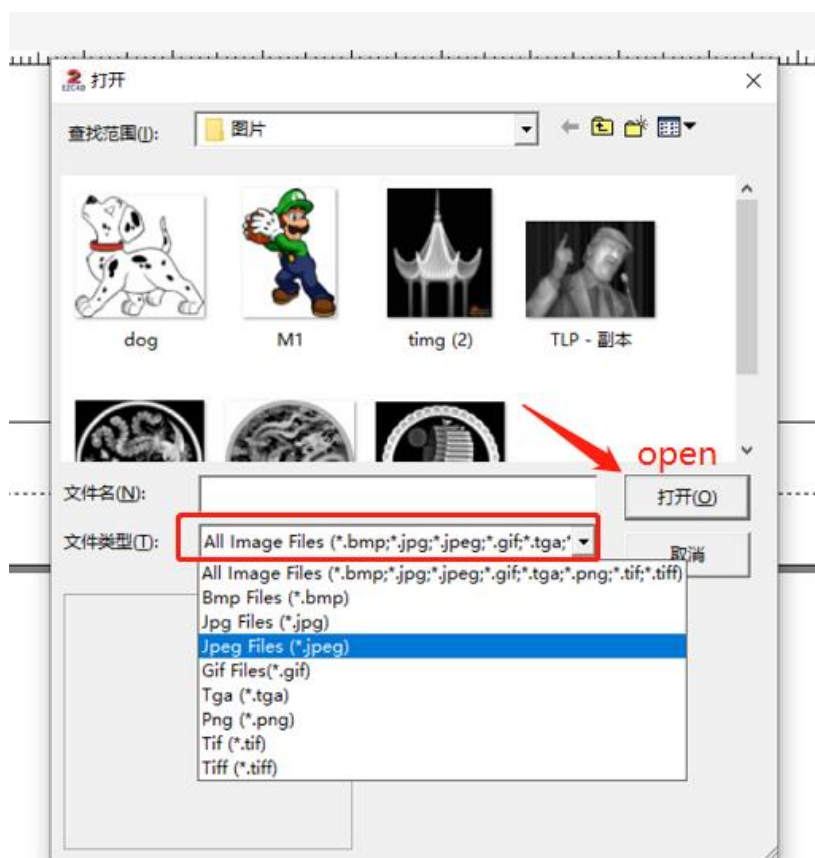 打开
查找范围(I):
图片
dog
M1
timg (2)
TLP - 副本
open
文件名(N):
打开(O)
文件类型(T):
All Image Files (*.bmp;*.jpg;*.jpeg;*.gif;*.tga;*
取消
All Image Files (*.bmp;*.jpg;*.jpeg;*.gif;*.tga;*.png;*.tif;*.tiff)
Bmp Files (*.bmp)
Jpg Files (*.jpg)
Jpeg Files (*.jpeg)
Gif Files(*.gif)
Tga (*.tga)
Png (*.png)
Tif (*.tif)
Tiff (*.tiff)